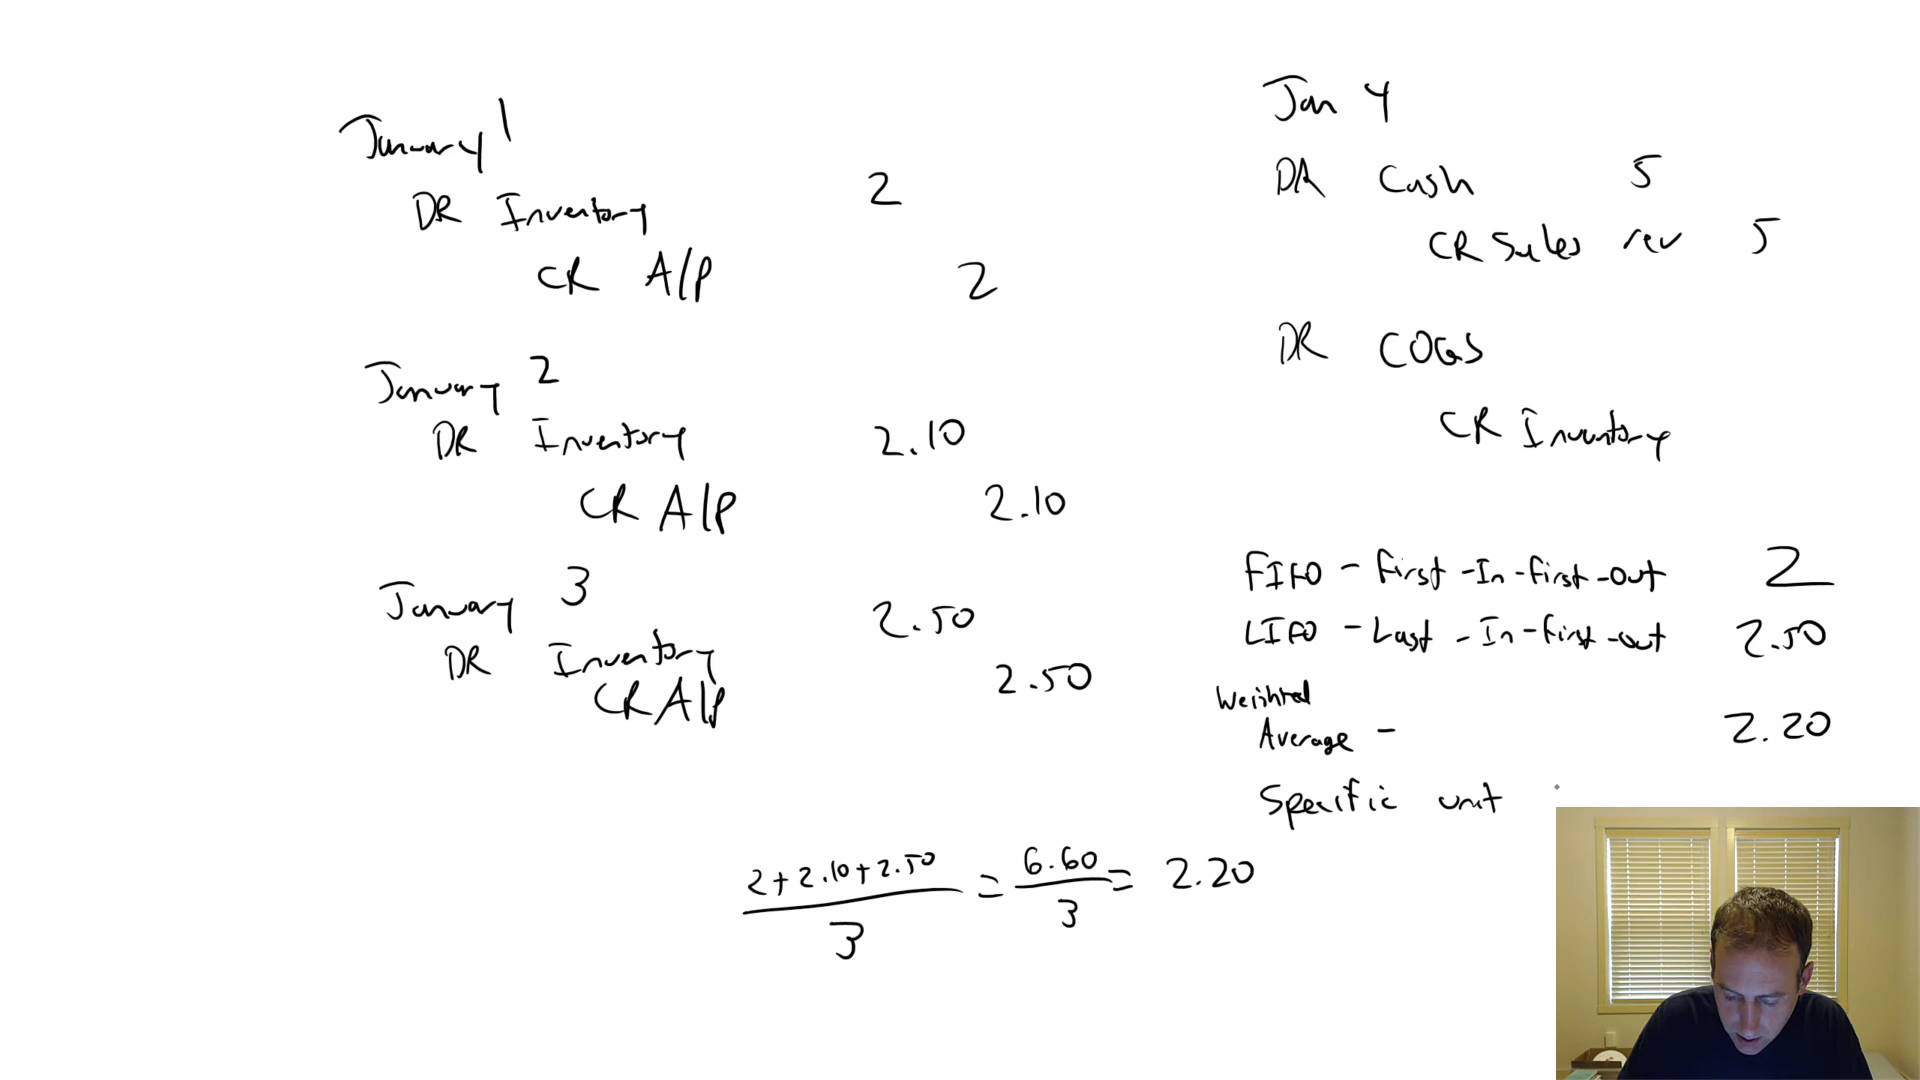 January 1
DR Inventory 2
CR A/P 2
January 2
DR Inventory 2.10
CR A/P 2.10
January 3
DR Inventory 2.50
CR A/P 2.50
2+2.10+2.50 / 3 = 6.60 / 3 = 2.20
Jan 4
DR Cash 5
CR Sales rev 5
DR COGS
CR Inventory
FIFO - First-In-first-out 2
LIFO - Last-In-first-out 2.50
Weighted
Average - 2.20
Specific unit